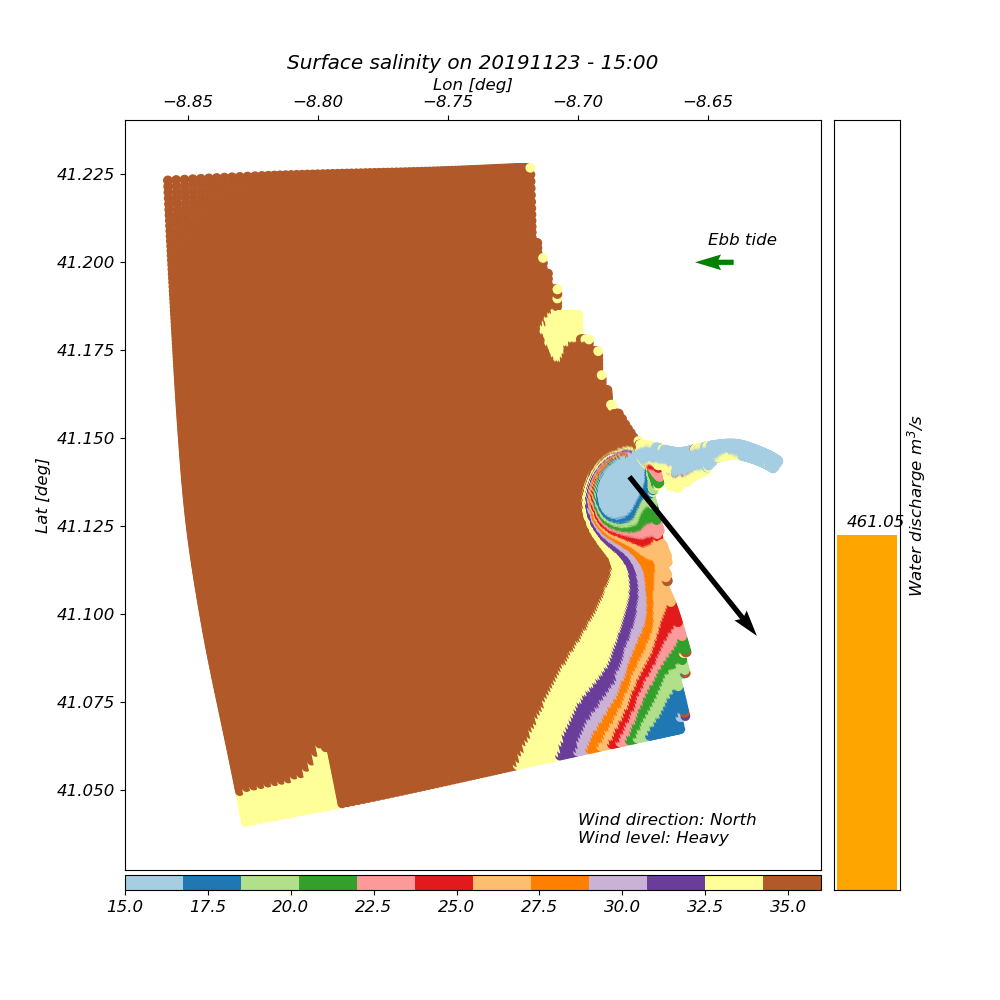 Surface salinity on 20191123 - 15:00
Lon [deg]
−8.85 −8.80 −8.75 −8.70 −8.65
41.225
41.200
41.175
41.150
41.125
41.100
41.075
41.050
Lat [deg]
Ebb tide
Wind direction: North
Wind level: Heavy
461.05
Water discharge m³/s
15.0 17.5 20.0 22.5 25.0 27.5 30.0 32.5 35.0